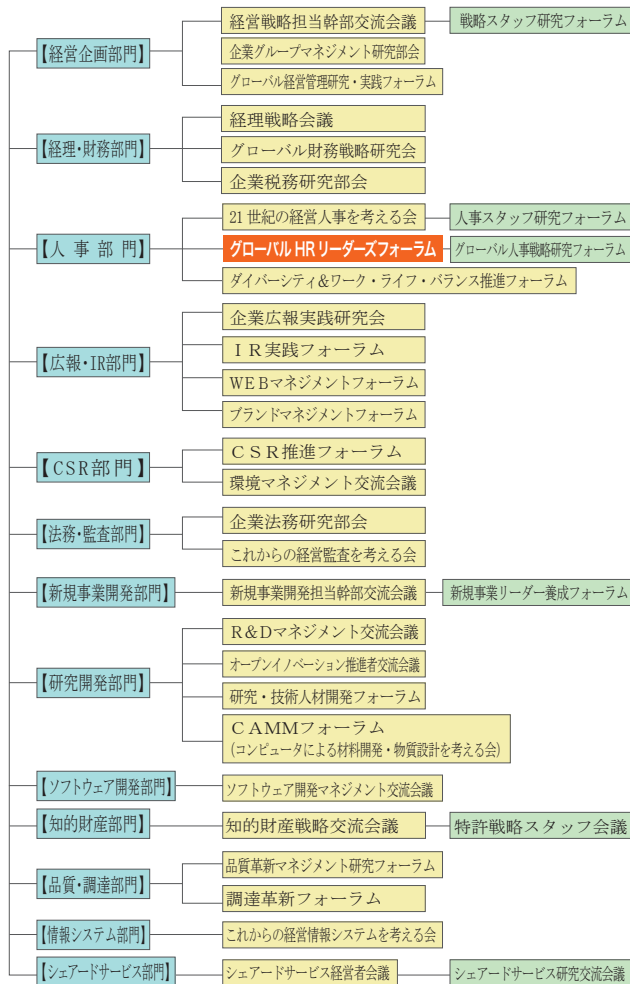 【経営企画部門】
経営戦略担当幹部交流会議
戦略スタッフ研究フォーラム
企業グループマネジメント研究部会
グローバル経営管理研究・実践フォーラム
【経理・財務部門】
経理戦略会議
グローバル財務戦略研究会
企業税務研究部会
【人 事 部 門】
21 世紀の経営人事を考える会
人事スタッフ研究フォーラム
グローバル HR リーダーズフォーラム
グローバル人事戦略研究フォーラム
ダイバーシティ&ワーク・ライフ・バランス推進フォーラム
【広報・IR部門】
企業広報実践研究会
ＩＲ実践フォーラム
ＷＥＢマネジメントフォーラム
ブランドマネジメントフォーラム
【CSR部門】
ＣＳＲ推進フォーラム
環境マネジメント交流会議
【法務・監査部門】
企業法務研究部会
これからの経営監査を考える会
【新規事業開発部門】
新規事業開発担当幹部交流会議
新規事業リーダー養成フォーラム
【研究開発部門】
R&Dマネジメント交流会議
オープンイノベーション推進者交流会議
研究・技術人材開発フォーラム
ＣＡＭＭフォーラム
(コンピュータによる材料開発・物質設計を考える会)
【ソフトウェア開発部門】
ソフトウェア開発マネジメント交流会議
【知的財産部門】
知的財産戦略交流会議
特許戦略スタッフ会議
【品質・調達部門】
品質革新マネジメント研究フォーラム
調達革新フォーラム
【情報システム部門】
これからの経営情報システムを考える会
【シェアードサービス部門】
シェアードサービス経営者会議
シェアードサービス研究交流会議